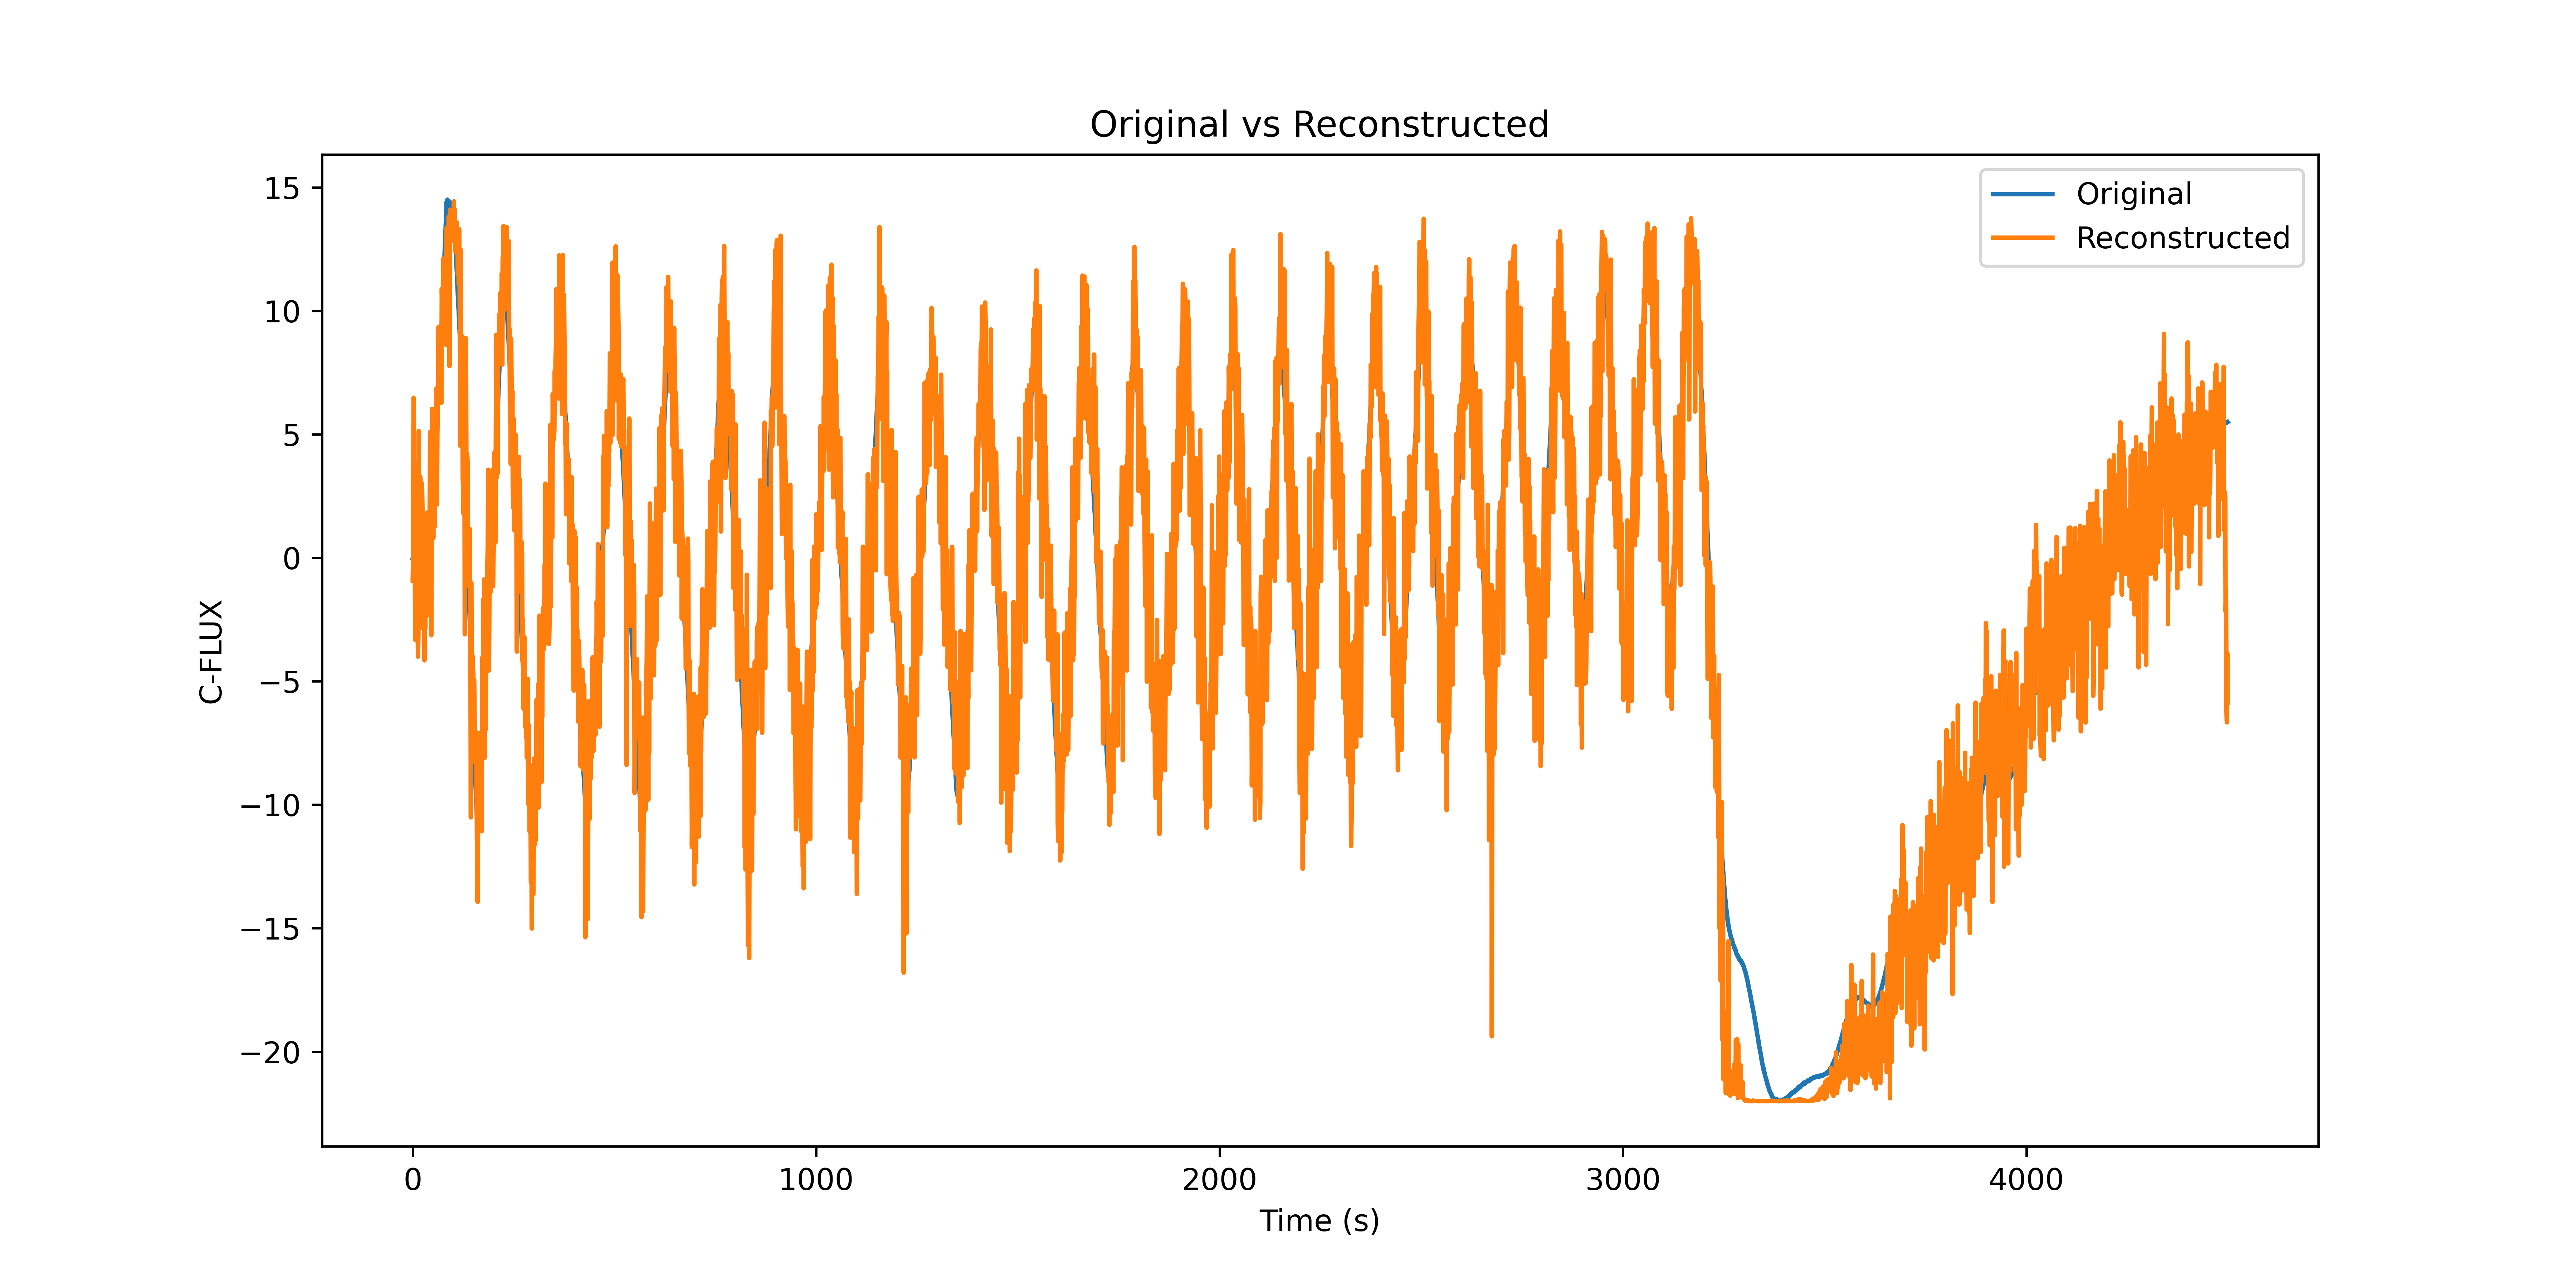 Original vs Reconstructed
Original
Reconstructed
C-FLUX
15
10
5
0
−5
−10
−15
−20
0
1000
2000
3000
4000
Time (s)